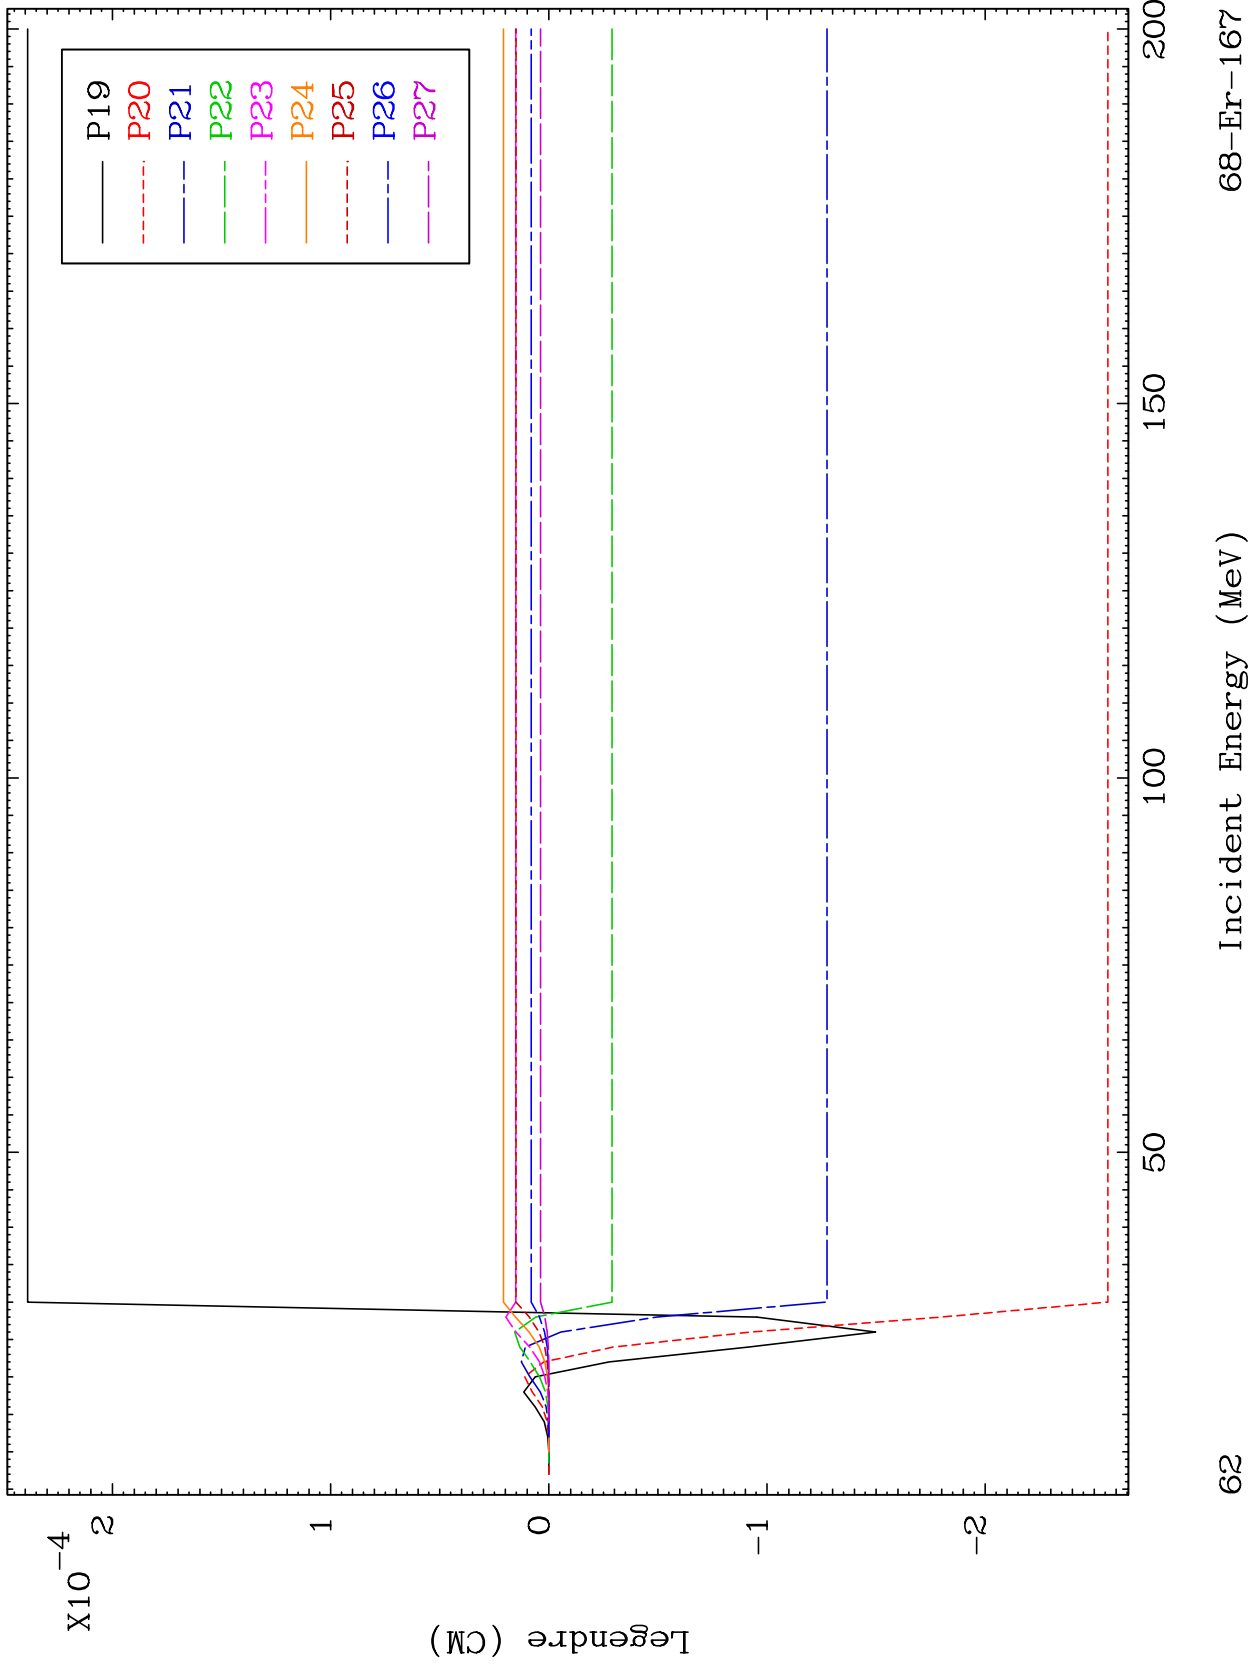 X10
-4
2
1
0
-1
-2
Legendre (CM)
P19
P20
P21
P22
P23
P24
P25
P26
P27
50
100
150
200
Incident Energy (MeV)
62
68-Er-167